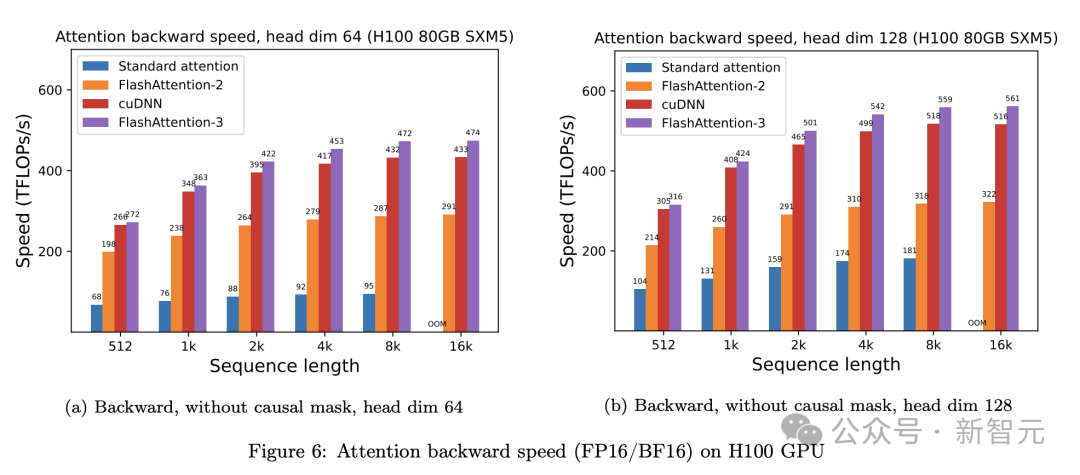 Attention backward speed, head dim 64 (H100 80GB SXM5)
Speed (TFLOPs/s)
600
400
200
Standard attention
FlashAttention-2
cuDNN
FlashAttention-3
68
198
266
272
76
238
348
363
88
264
395
422
92
279
417
453
95
287
432
472
OOM
291
433
474
512
1k
2k
4k
8k
16k
Sequence length
(a) Backward, without causal mask, head dim 64
Attention backward speed, head dim 128 (H100 80GB SXM5)
Speed (TFLOPs/s)
600
400
200
Standard attention
FlashAttention-2
cuDNN
FlashAttention-3
104
214
305
316
131
260
408
424
159
291
465
501
174
310
499
542
181
318
518
559
OOM
322
516
561
512
1k
2k
4k
8k
16k
Sequence length
(b) Backward, without causal mask, head dim 128
公众号 · 新智元
Figure 6: Attention backward speed (FP16/BF16) on H100 GPU